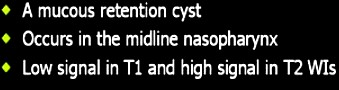 A mucous retention cyst
Occurs in the midline nasopharynx
Low signal in T1 and high signal in T2 WIs